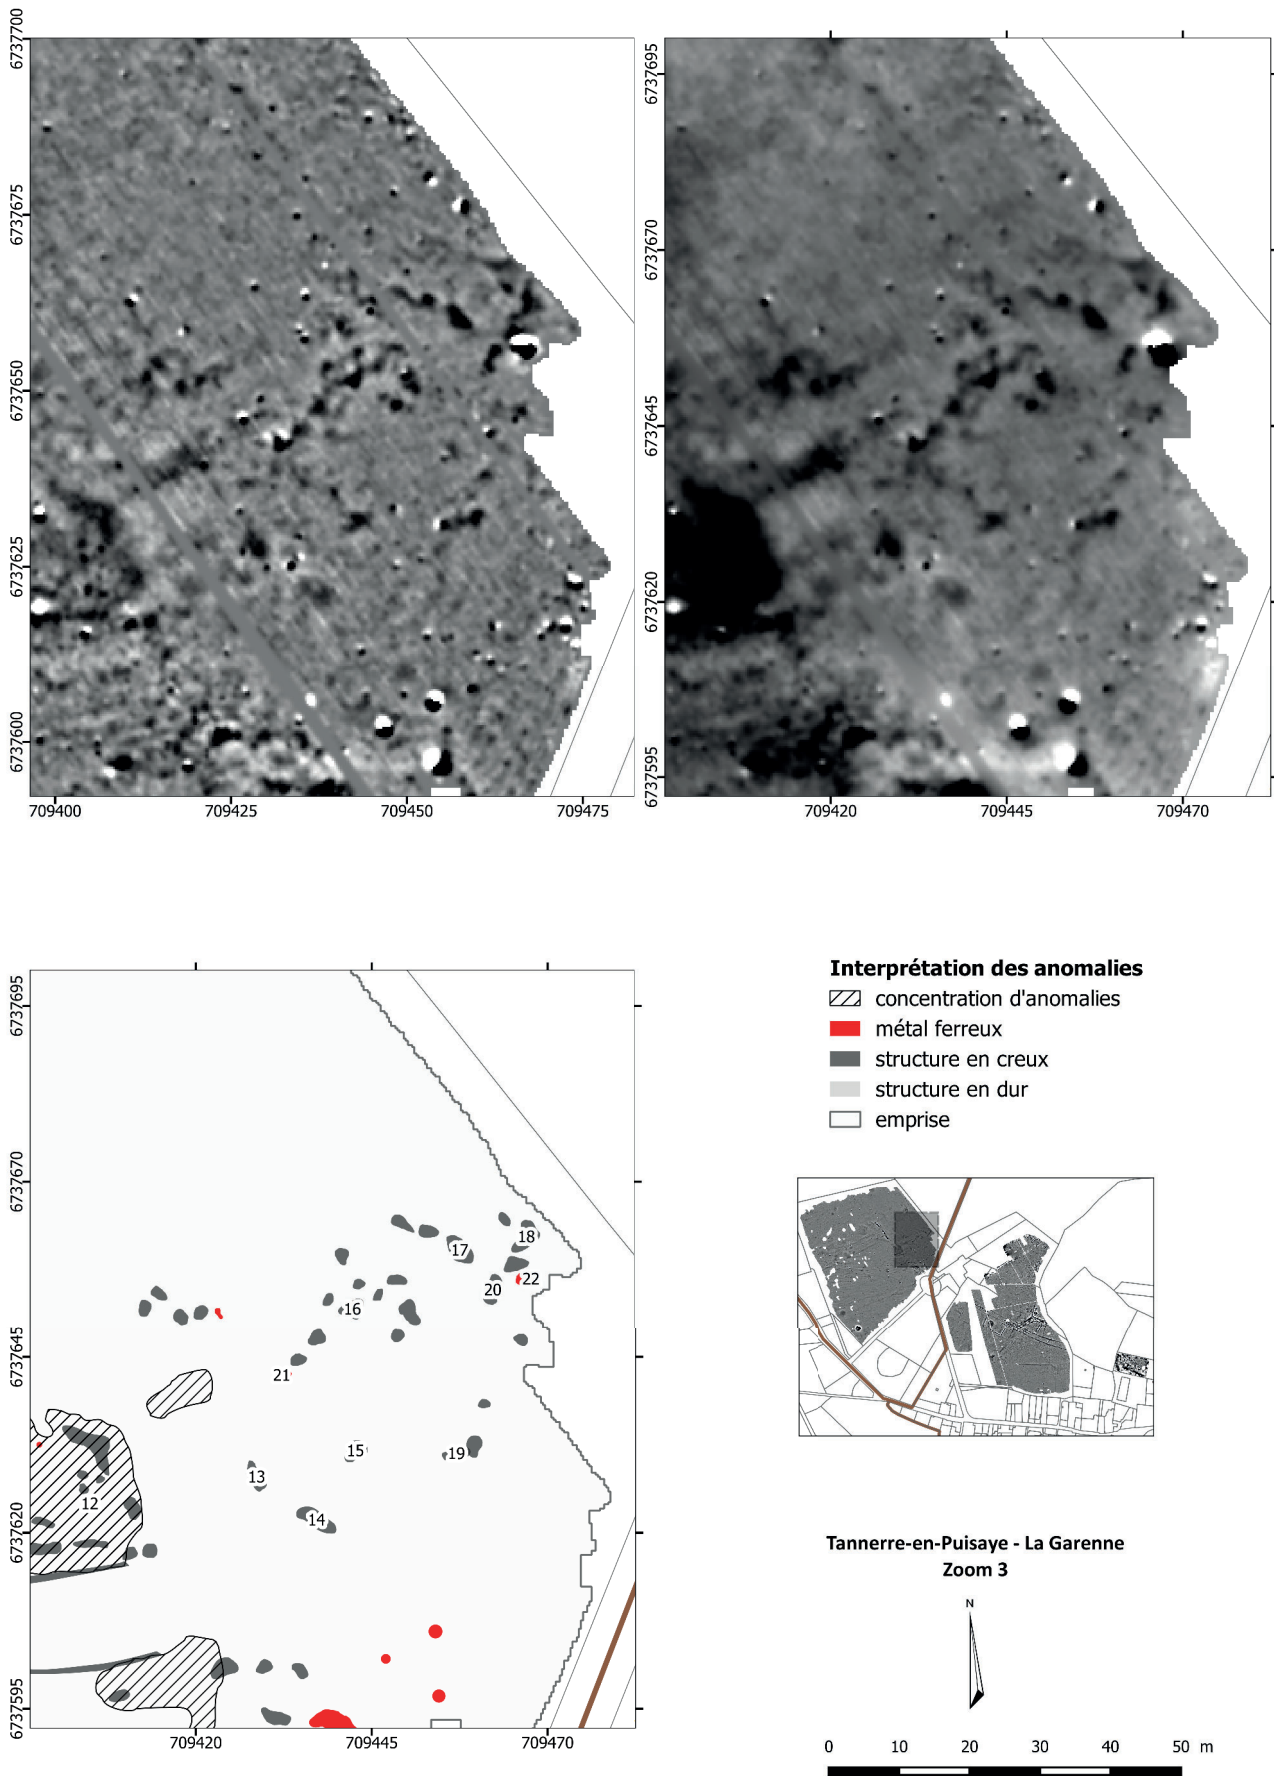 6737700
6737675
6737650
6737625
6737600
709400 709425 709450 709475
6737695
6737670
6737645
6737620
6737595
709420 709445 709470
6737695
6737670
6737645
6737620
6737595
17
18
22
20
16
21
15
19
13
12
14
709420 709445 709470
Interprétation des anomalies
concentration d'anomalies
métal ferreux
structure en creux
structure en dur
emprise
Tannerre-en-Puisaye - La Garenne
Zoom 3
N
0 10 20 30 40 50 m